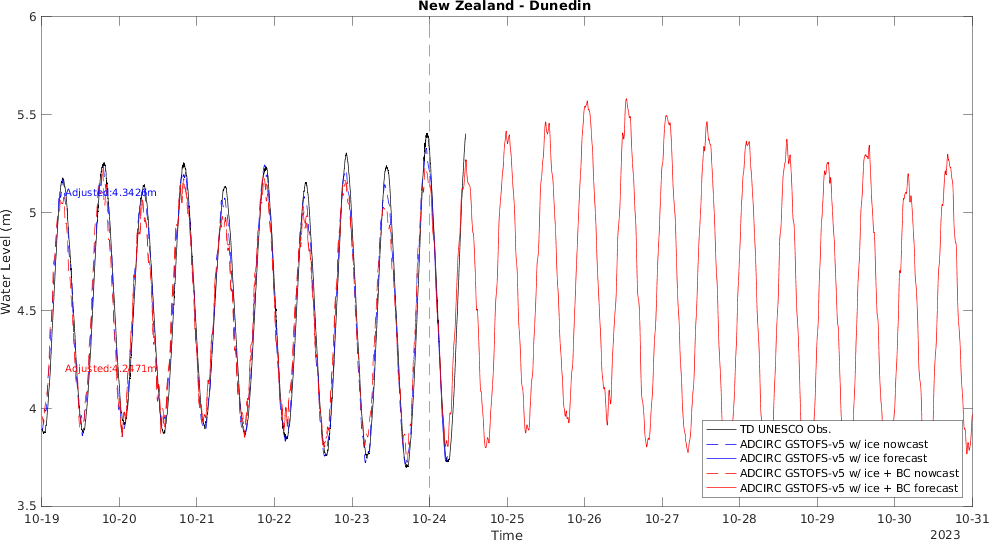 New Zealand - Dunedin
6
5.5
5
4.5
4
3.5
Water Level (m)
Adjusted:4.3426m
Adjusted:4.2471m
TD UNESCO Obs.
ADCIRC GSTOFS-v5 w/ ice nowcast
ADCIRC GSTOFS-v5 w/ ice forecast
ADCIRC GSTOFS-v5 w/ ice + BC nowcast
ADCIRC GSTOFS-v5 w/ ice + BC forecast
10-19 10-20 10-21 10-22 10-23 10-24 10-25 10-26 10-27 10-28 10-29 10-30 10-31
Time
2023